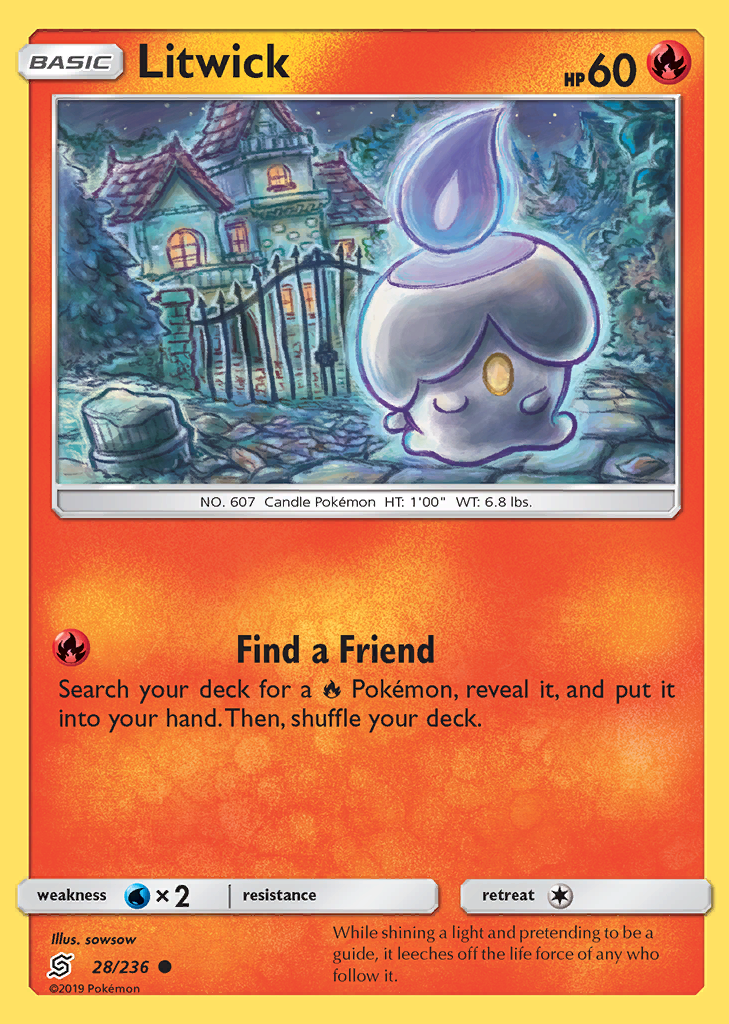 BASIC Litwick HP60
NO. 607 Candle Pokémon HT: 1'00" WT: 6.8 lbs.
Find a Friend
Search your deck for a Pokémon, reveal it, and put it
into your hand. Then, shuffle your deck.
weakness ×2 resistance retreat
Illus. sowsow
28/236
©2019 Pokémon
While shining a light and pretending to be a
guide, it leeches off the life force of any who
follow it.